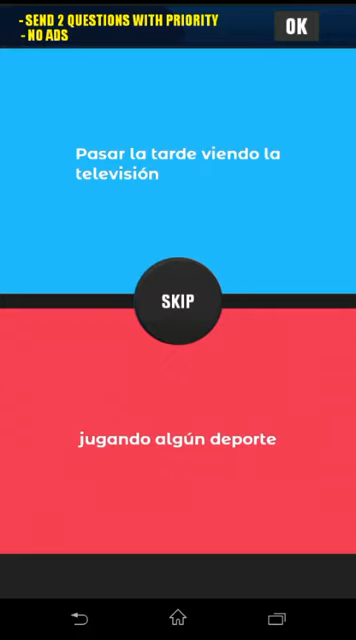 - SEND 2 QUESTIONS WITH PRIORITY
- NO ADS
OK
Pasar la tarde viendo la
televisión
SKIP
jugando algún deporte